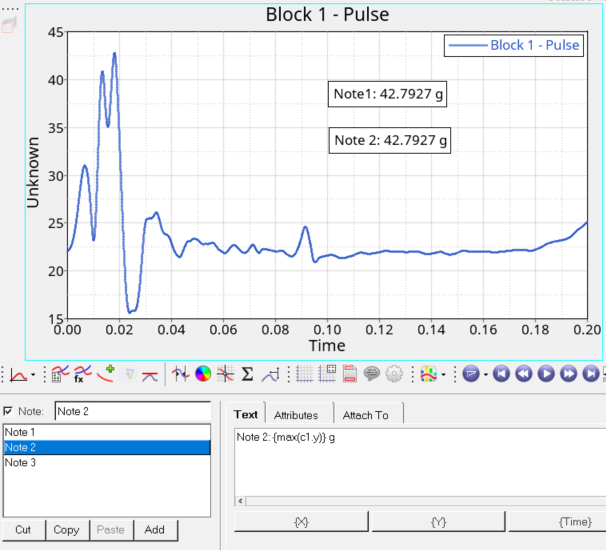 Block 1 - Pulse
45
Block 1 - Pulse
40
Note1: 42.7927 g
35
Note 2: 42.7927 g
Unknown
30
25
20
15
0.00 0.02 0.04 0.06 0.08 0.10 0.12 0.14 0.16 0.18 0.20
Time
fx
Σ
Note: Note 2
Text Attributes Attach To
Note 1
Note 2: {max(c1.y)} g
Note 2
Note 3
Cut Copy Paste Add
{X} {Y} {Time}